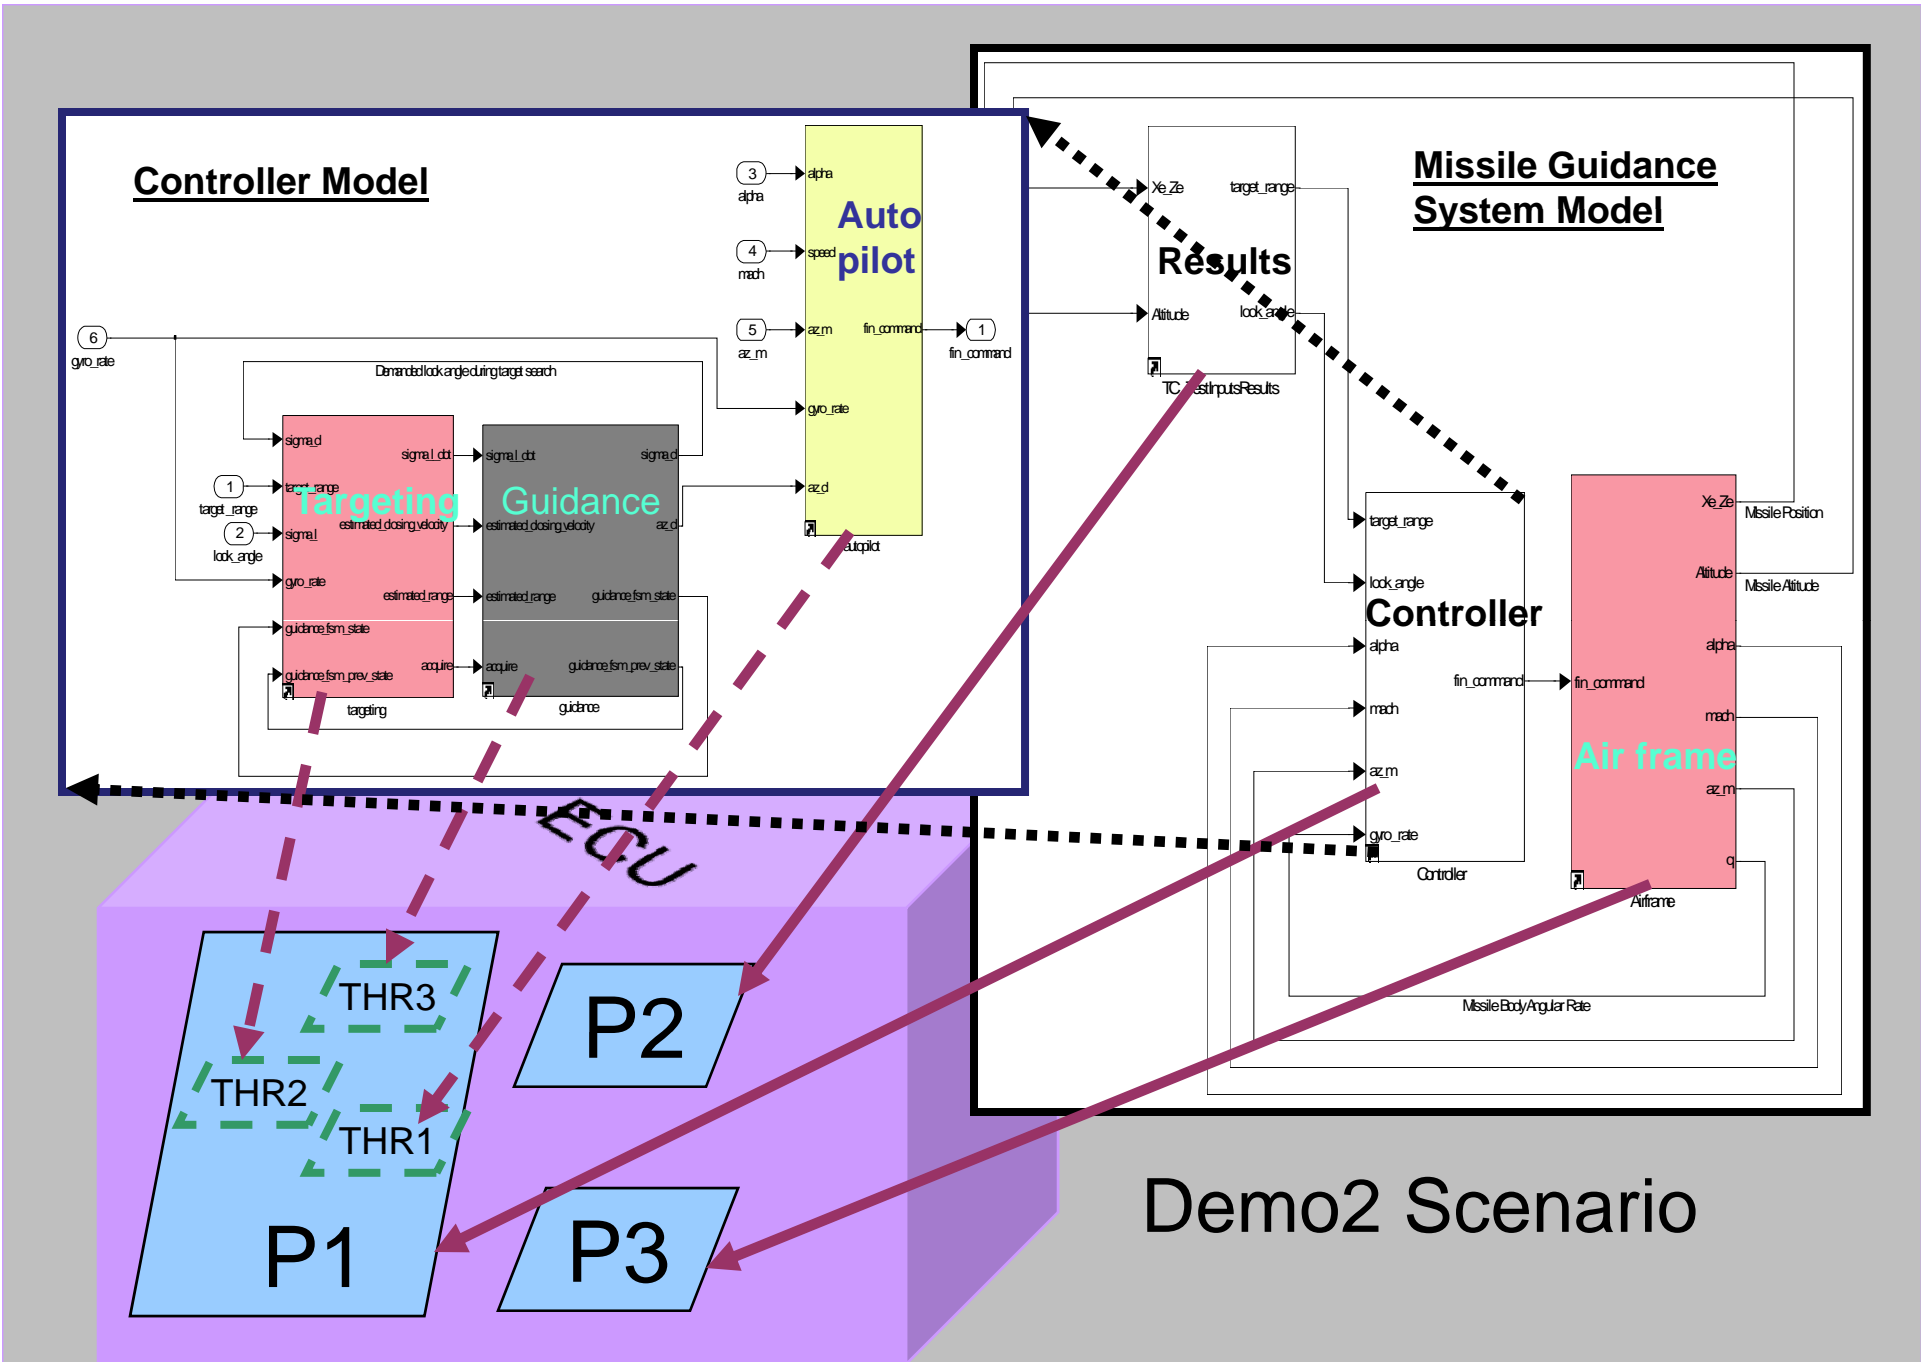 Controller Model
3
alpha
alpha
Auto
pilot
4
mach
speed
5
az_m
az_m
fin_command
1
fin_command
6
gyro_rate
Demanded look angle during target search
gyro_rate
az_d
autopilot
sigma_d
sigma_l_dot
1
target_range
target_range
Targeting
2
look_angle
sigma_l
estimated_closing_velocity
gyro_rate
estimated_range
guidance_fsm_state
acquire
guidance_fsm_prev_state
targeting
sigma_l_dot
sigma_d
Guidance
estimated_closing_velocity
az_d
estimated_range
guidance_fsm_state
acquire
guidance_fsm_prev_state
guidance
Missile Guidance
System Model
Xe_Ze
target_range
Results
Altitude
look_angle
TC_TestInputsResults
target_range
look_angle
Controller
alpha
fin_command
mach
az_m
gyro_rate
Controller
Xe_Ze
Missile Position
Altitude
Missile Altitude
alpha
fin_command
mach
Air frame
az_m
q
Airframe
Missile Body Angular Rate
ECU
THR3
THR2
THR1
P1
P2
P3
Demo2 Scenario